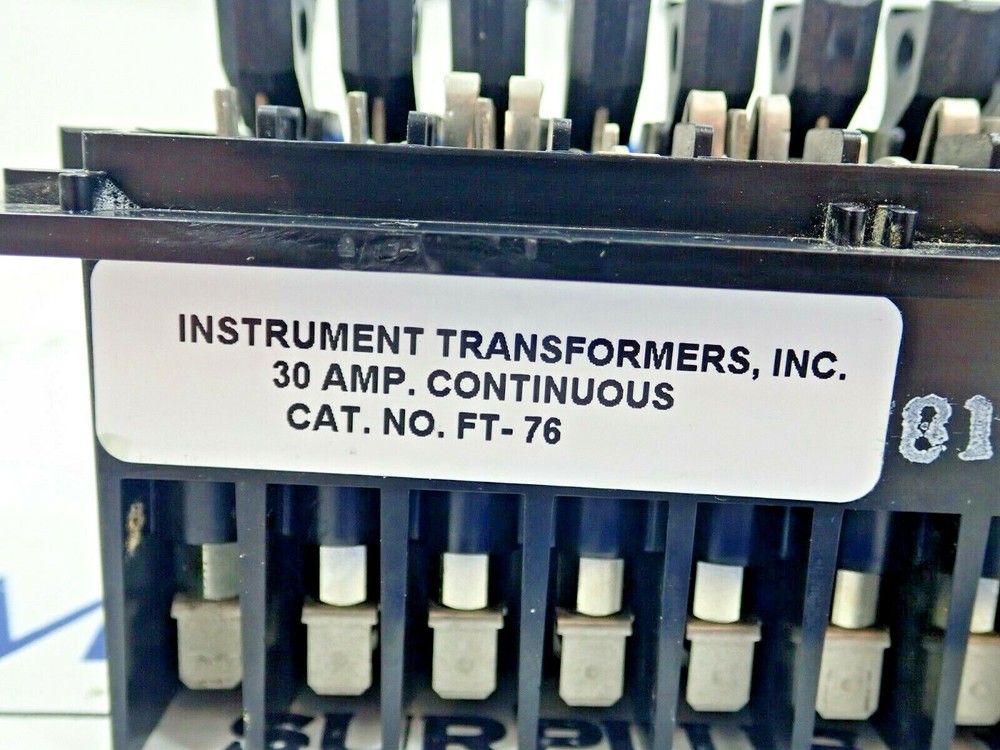 INSTRUMENT TRANSFORMERS, INC.
30 AMP. CONTINUOUS
CAT. NO. FT- 76
81